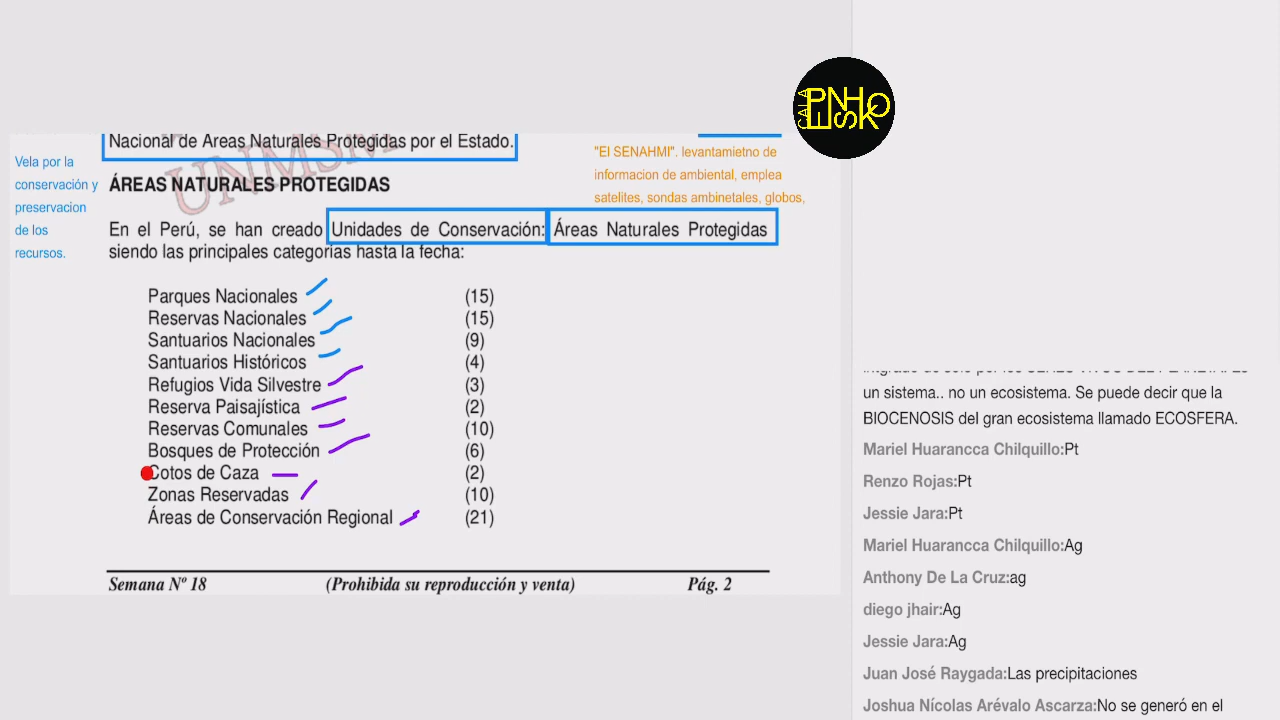 Nacional de Areas Naturales Protegidas por el Estado.
UNMSM
Vela por la
conservación y
preservacion
de los
recursos.
"El SENAHMI". levantamietno de
informacion de ambiental, emplea
satelites, sondas ambinetales, globos,
ÁREAS NATURALES PROTEGIDAS
En el Perú, se han creado Unidades de Conservación: Áreas Naturales Protegidas
siendo las principales categorías hasta la fecha:
Parques Nacionales (15)
Reservas Nacionales (15)
Santuarios Nacionales (9)
Santuarios Históricos (4)
Refugios Vida Silvestre (3)
Reserva Paisajística (2)
Reservas Comunales (10)
Bosques de Protección (6)
Cotos de Caza (2)
Zonas Reservadas (10)
Áreas de Conservación Regional (21)
Semana Nº 18 (Prohibida su reproducción y venta) Pág. 2
un sistema.. no un ecosistema. Se puede decir que la
BIOCENOSIS del gran ecosistema llamado ECOSFERA.
Mariel Huarancca Chilquillo:Pt
Renzo Rojas:Pt
Jessie Jara:Pt
Mariel Huarancca Chilquillo:Ag
Anthony De La Cruz:ag
diego jhair:Ag
Jessie Jara:Ag
Juan José Raygada:Las precipitaciones
Joshua Nícolas Arévalo Ascarza:No se generó en el